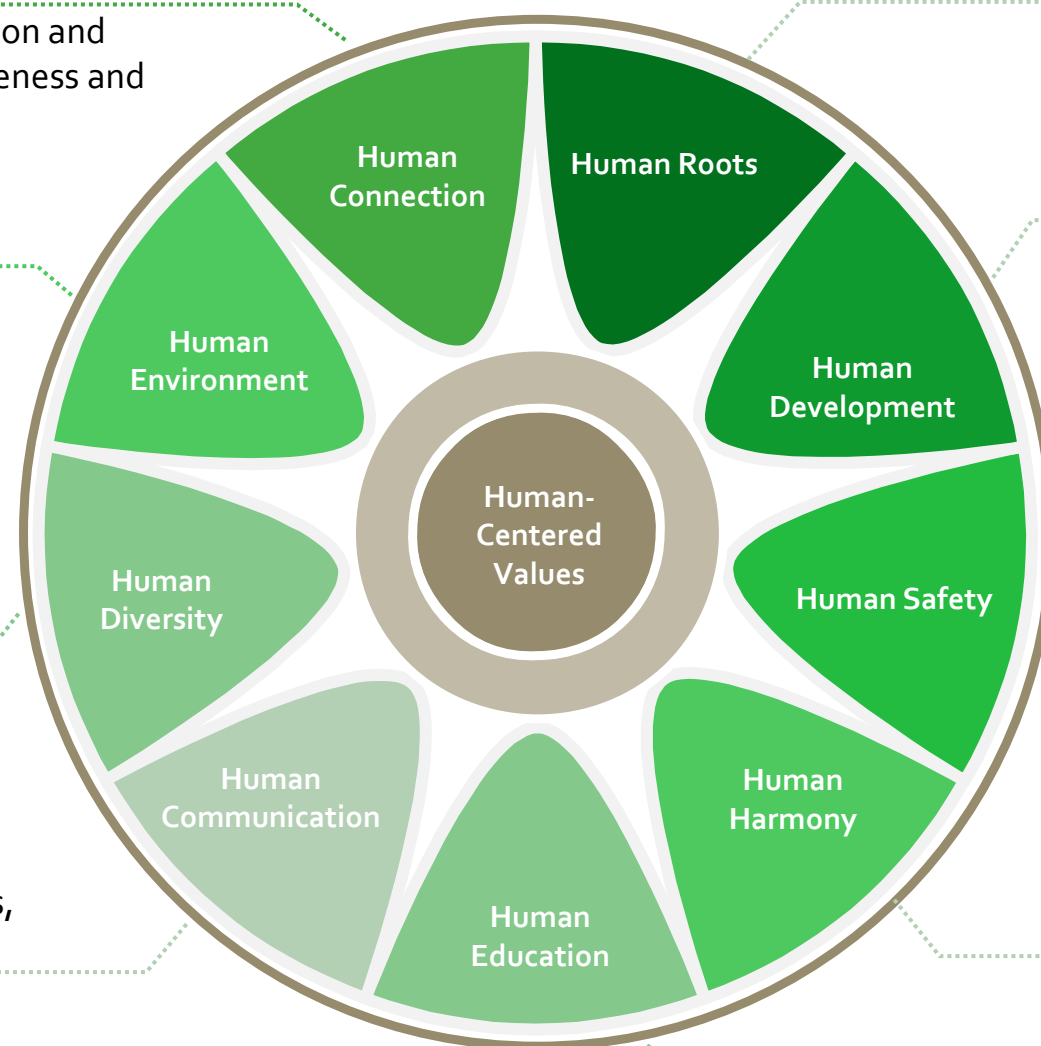 on and
eness and
Human
Connection
Human Roots
Human
Environment
Human
Development
Human-
Centered
Values
Human
Diversity
Human Safety
Human
Communication
Human
Harmony
s,
Human
Education